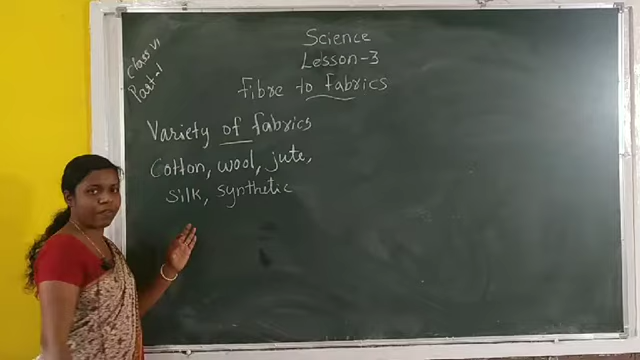 Class VI
Part-1
Science
Lesson-3
Fibre to fabrics
Variety of fabrics
Cotton, wool, jute,
silk, synthetic